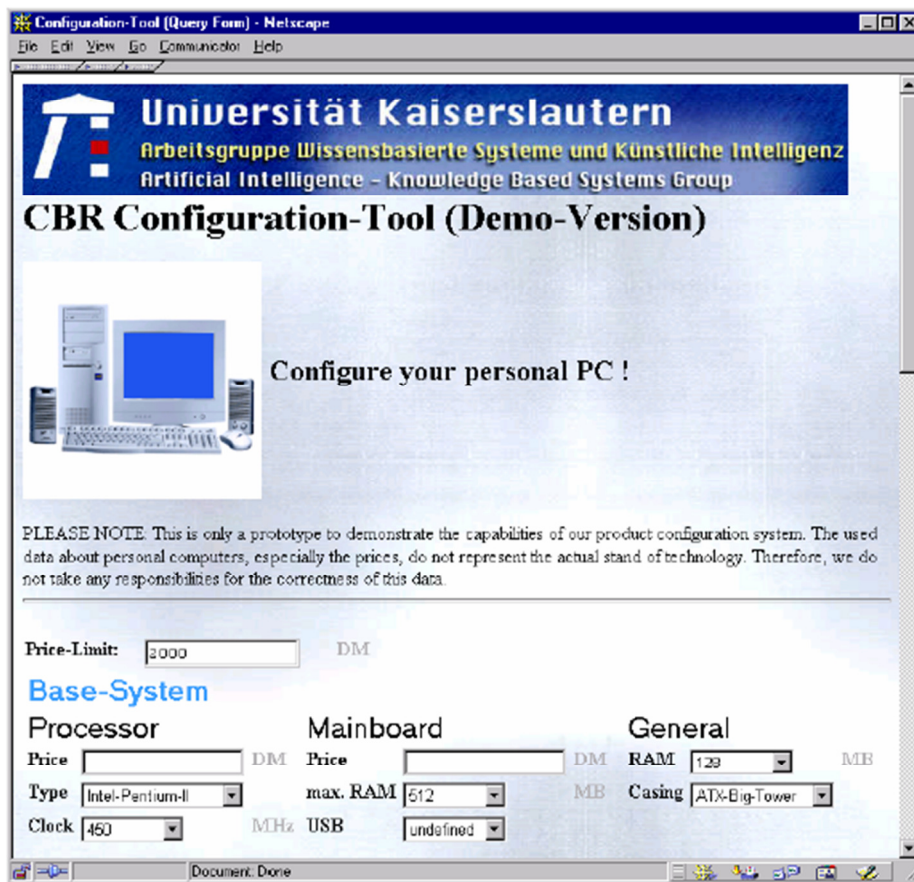 Configuration-Tool (Query Form) - Netscape
File Edit View Go Communicator Help
Universität Kaiserslautern
Arbeitsgruppe Wissensbasierte Systeme und Künstliche Intelligenz
Artificial Intelligence - Knowledge Based Systems Group
CBR Configuration-Tool (Demo-Version)
Configure your personal PC !
PLEASE NOTE: This is only a prototype to demonstrate the capabilities of our product configuration system. The used
data about personal computers, especially the prices, do not represent the actual stand of technology. Therefore, we do
not take any responsibilities for the correctness of this data.
Price-Limit: 2000 DM
Base-System
Processor Mainboard General
Price DM Price DM RAM 128 MB
Type Intel-Pentium-II max. RAM 512 MB Casing ATX-Big-Tower
Clock 450 MHz USB undefined
Document: Done